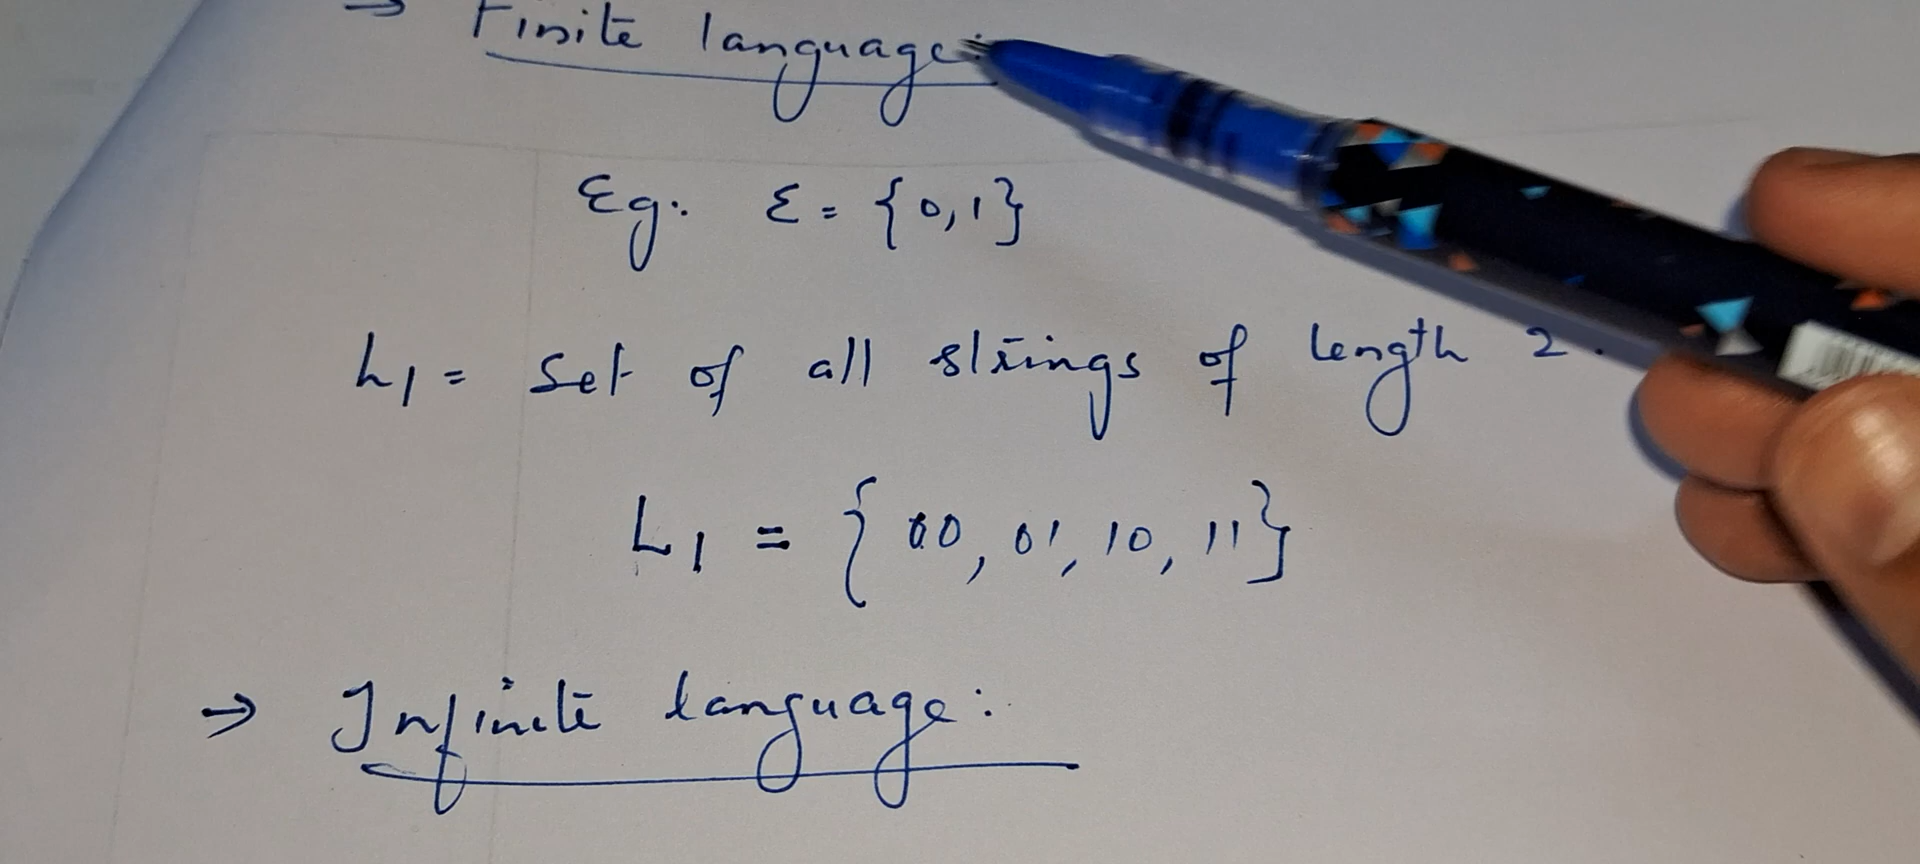 → Finite language:
Eg: Ɛ = {0,1}
L1 = Set of all strings of length 2.
L1 = { 00, 01, 10, 11}
→ Infinite language: